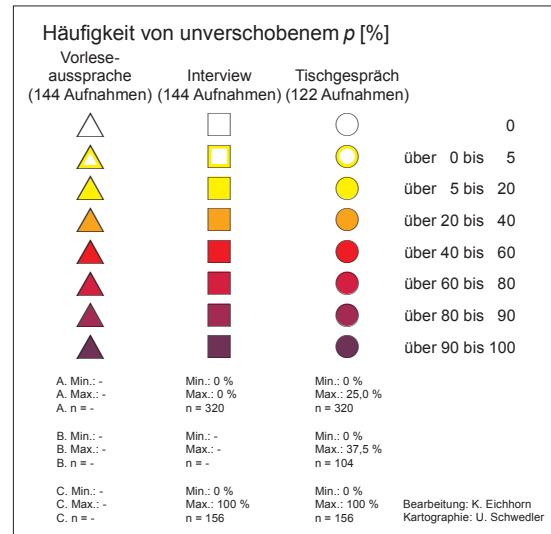 Häufigkeit von unverschobenem p [%]
Vorlese-
aussprache Interview Tischgespräch
(144 Aufnahmen) (144 Aufnahmen) (122 Aufnahmen)
0
über 0 bis 5
über 5 bis 20
über 20 bis 40
über 40 bis 60
über 60 bis 80
über 80 bis 90
über 90 bis 100
A. Min.: - Min.: 0 % Min.: 0 %
A. Max.: - Max.: 0 % Max.: 25,0 %
A. n = - n = 320 n = 320
B. Min.: - Min.: - Min.: 0 %
B. Max.: - Max.: - Max.: 37,5 %
B. n = - n = - n = 104
C. Min.: - Min.: 0 % Min.: 0 %
C. Max.: - Max.: 100 % Max.: 100 % Bearbeitung: K. Eichhorn
C. n = - n = 156 n = 156 Kartographie: U. Schwedler